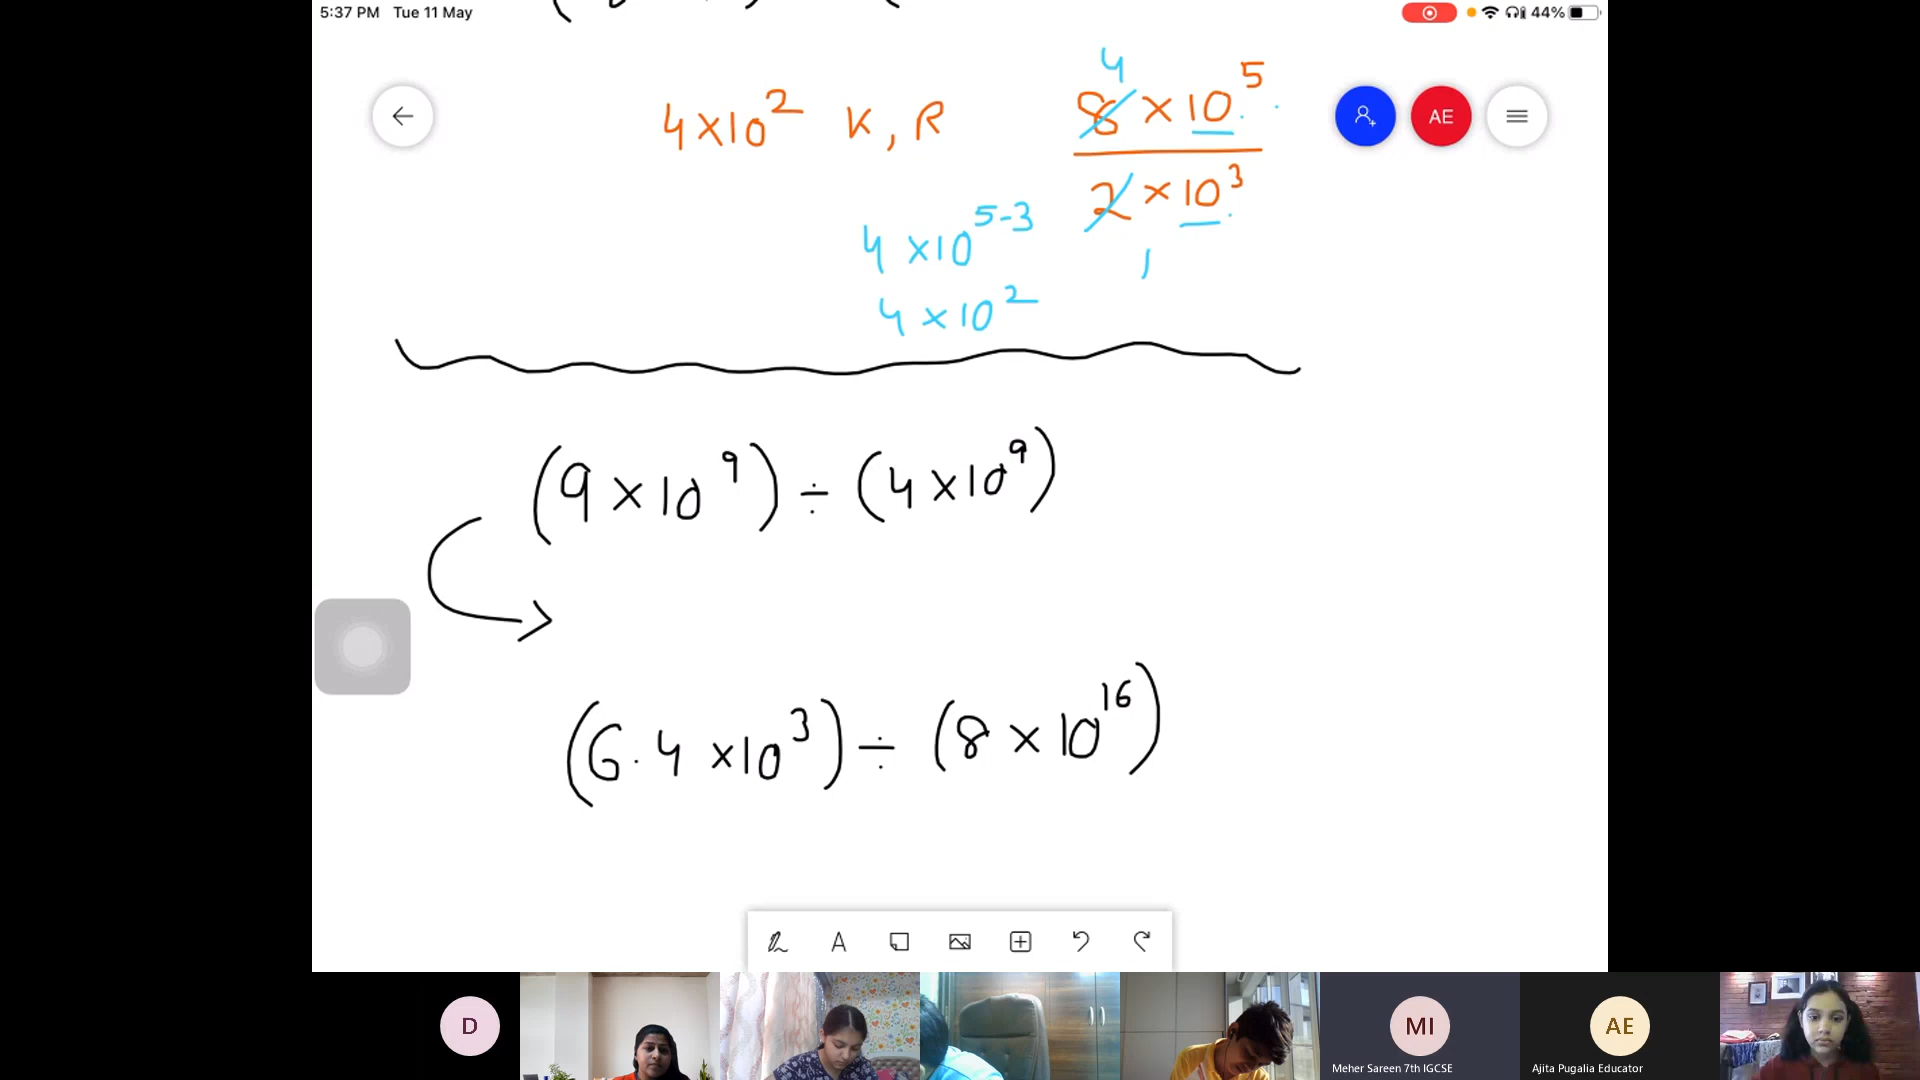 5:37 PM Tue 11 May
44%
4×10² K, R
4
8 × 10⁵
2 × 10³
1
4 ×10⁵⁻³
4 ×10²
AE
(9 ×10⁹) ÷ (4 ×10⁹)
(6.4 ×10³) ÷ (8 × 10¹⁶)
A
D
MI
AE
Meher Sareen 7th IGCSE
Ajita Pugalia Educator